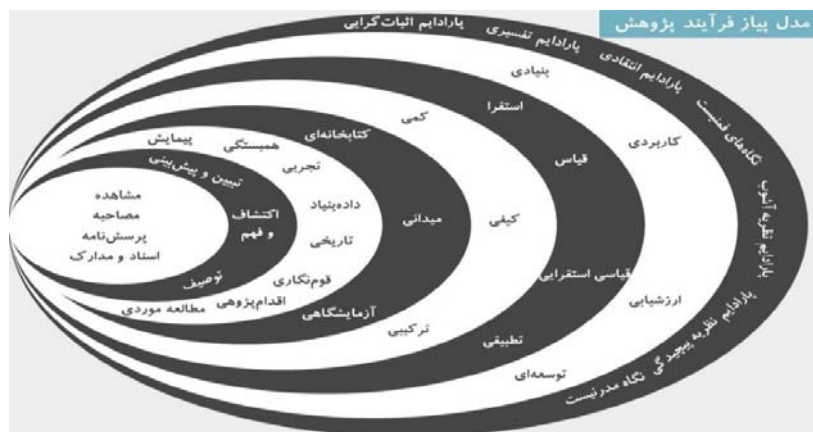 مدل پیاز فرآیند پژوهش
پارادایم اثبات گرایی
پارادایم تفسیری
پارادایم انتقادی
نگاه‌های فمنیست
پارادایم نظریه آشوب
پارادایم نظریه پیچیدگی
نگاه مدرنیست
بنیادی
کاربردی
ارزشیابی
توسعه‌ای
استقرا
قیاس
قیاسی استقرایی
تطبیقی
کمی
کیفی
ترکیبی
کتابخانه‌ای
میدانی
آزمایشگاهی
پیمایش
همبستگی
تجربی
داده‌بنیاد
تاریخی
قوم‌نگاری
اقدام‌پژوهی
مطالعه موردی
تبیین و پیش‌بینی
اکتشاف
و فهم
توصیف
مشاهده
مصاحبه
پرسش‌نامه
اسناد و مدارک